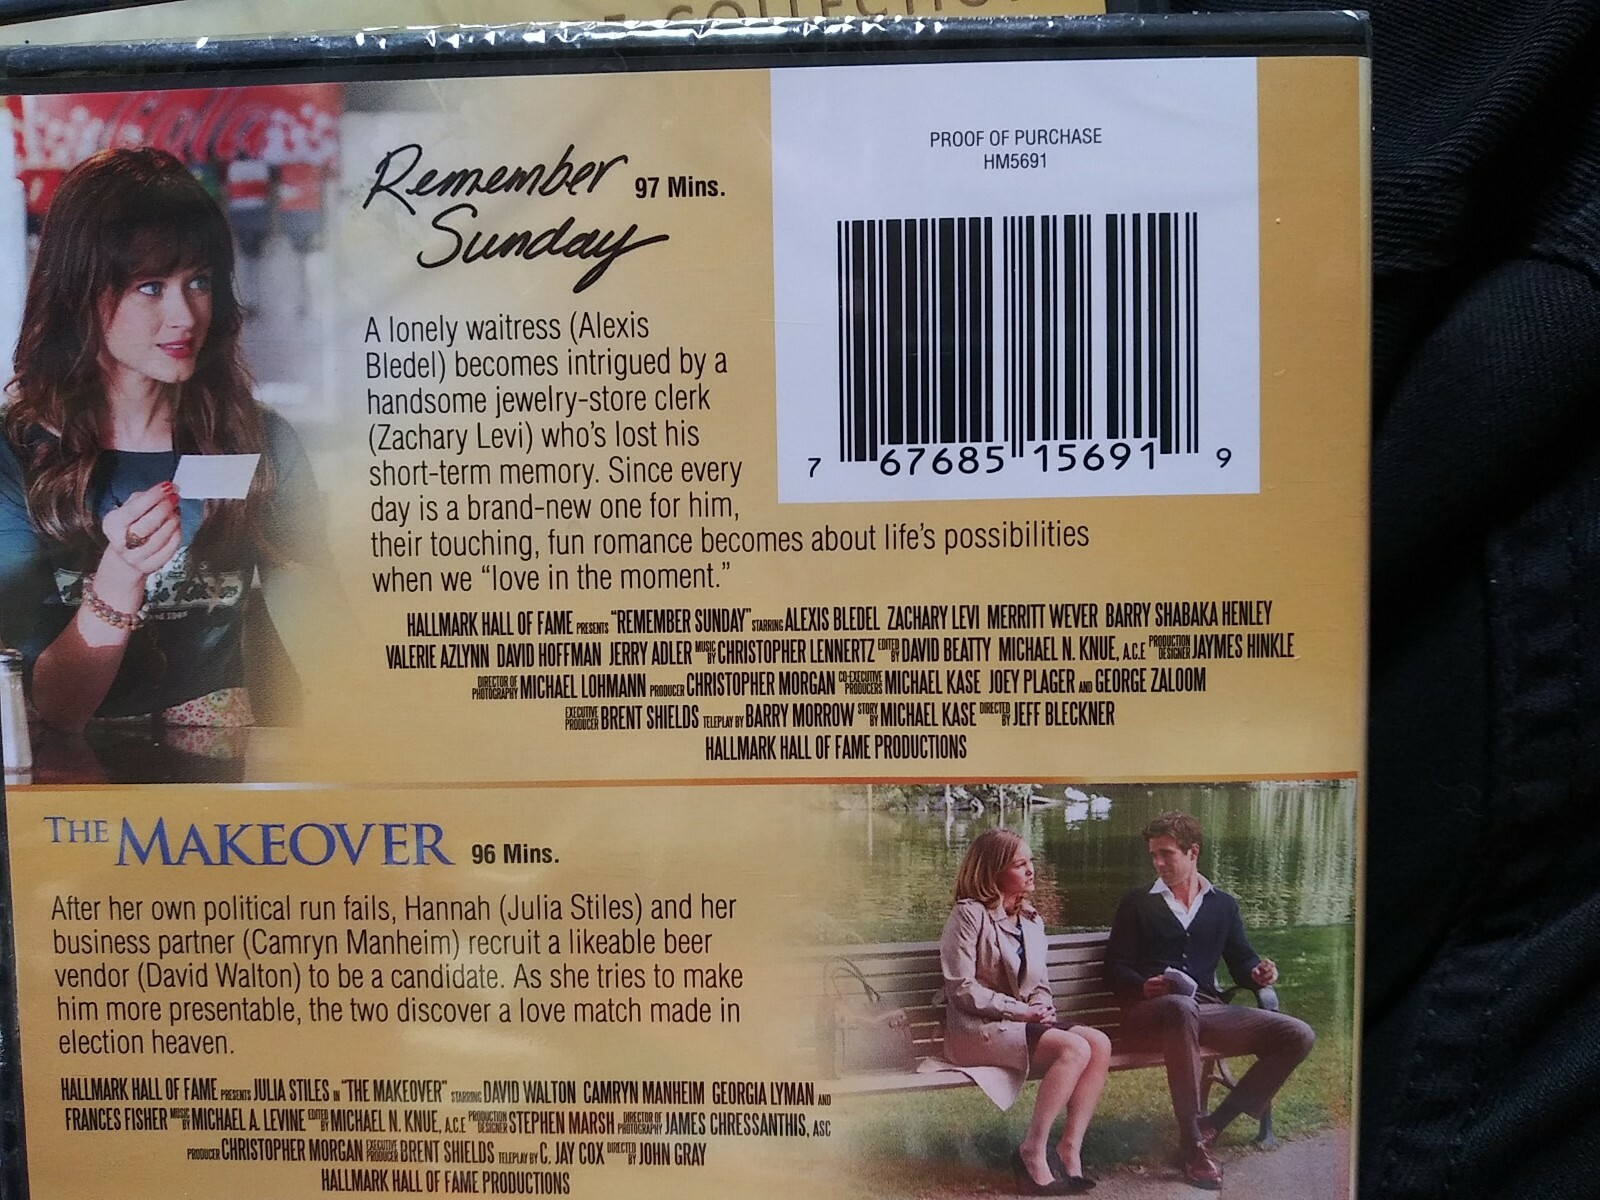 COLLECTION
Coca-Cola
PROOF OF PURCHASE
HM5691
Remember
Sunday
97 Mins.
7 67685 15691 9
A lonely waitress (Alexis
Bledel) becomes intrigued by a
handsome jewelry-store clerk
(Zachary Levi) who's lost his
short-term memory. Since every
day is a brand-new one for him,
their touching, fun romance becomes about life's possibilities
when we “love in the moment.”
HALLMARK HALL OF FAME PRESENTS “REMEMBER SUNDAY” STARRING ALEXIS BLEDEL ZACHARY LEVI MERRITT WEVER BARRY SHABAKA HENLEY
VALERIE AZLYNN DAVID HOFFMAN JERRY ADLER MUSIC BY CHRISTOPHER LENNERTZ EDITED BY DAVID BEATTY MICHAEL N. KNUE, A.C.E PRODUCTION DESIGNER JAYMES HINKLE
DIRECTOR OF PHOTOGRAPHY MICHAEL LOHMANN PRODUCER CHRISTOPHER MORGAN CO-EXECUTIVE PRODUCERS MICHAEL KASE JOEY PLAGER AND GEORGE ZALOOM
EXECUTIVE PRODUCER BRENT SHIELDS TELEPLAY BY BARRY MORROW STORY BY MICHAEL KASE DIRECTED BY JEFF BLECKNER
HALLMARK HALL OF FAME PRODUCTIONS
THE MAKEOVER 96 Mins.
After her own political run fails, Hannah (Julia Stiles) and her
business partner (Camryn Manheim) recruit a likeable beer
vendor (David Walton) to be a candidate. As she tries to make
him more presentable, the two discover a love match made in
election heaven.
HALLMARK HALL OF FAME PRESENTS JULIA STILES IN “THE MAKEOVER” STARRING DAVID WALTON CAMRYN MANHEIM GEORGIA LYMAN AND
FRANCES FISHER MUSIC BY MICHAEL A. LEVINE EDITED BY MICHAEL N. KNUE, A.C.E PRODUCTION DESIGNER STEPHEN MARSH DIRECTOR OF PHOTOGRAPHY JAMES CHRESSANTHIS, ASC
PRODUCER CHRISTOPHER MORGAN EXECUTIVE PRODUCER BRENT SHIELDS TELEPLAY BY C. JAY COX DIRECTED BY JOHN GRAY
HALLMARK HALL OF FAME PRODUCTIONS